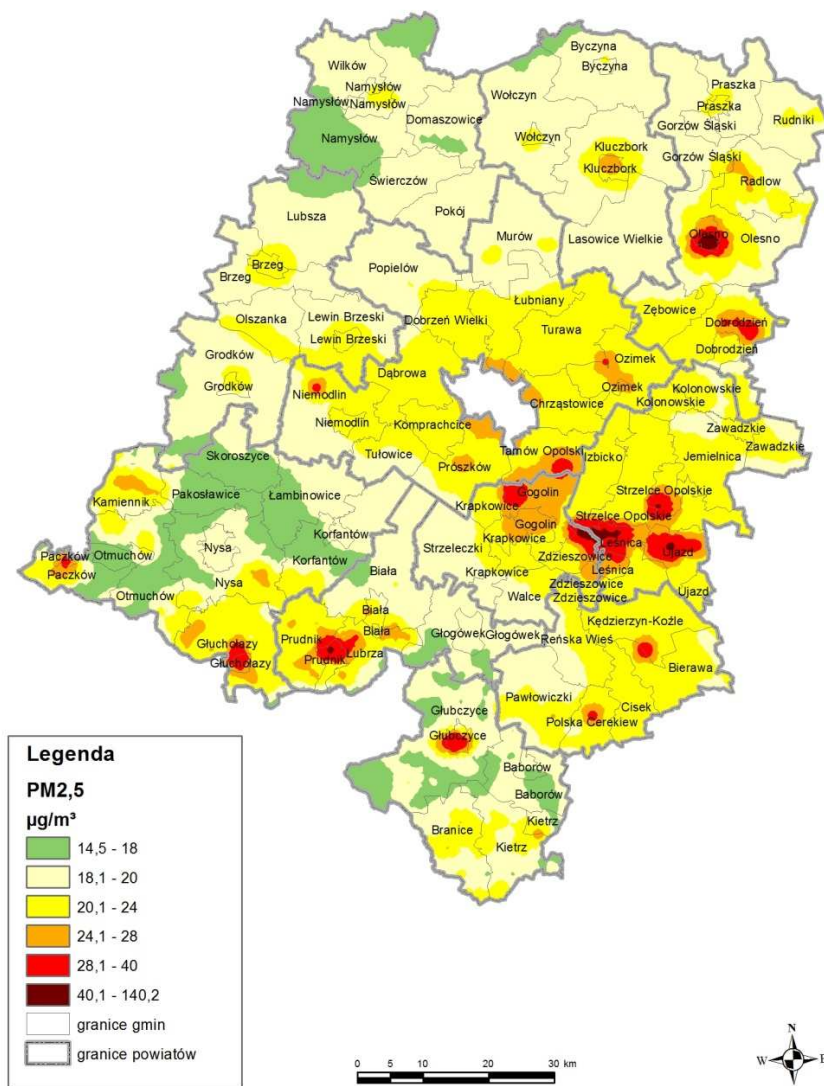 Byczyna
Byczyna
Wilków
Namysłów
Namysłów
Namysłów
Wołczyn
Praszka
Praszka
Rudniki
Domaszowice
Gorzów Śląski
Namysłów
Wołczyn
Kluczbork
Kluczbork
Gorzów Śląski
Radlow
Świerczów
Lubsza
Pokój
Murów
Lasowice Wielkie
Olesno
Olesno
Brzeg
Brzeg
Popielów
Łubniany
Zębowice
Olszanka
Lewin Brzeski
Lewin Brzeski
Dobrzeń Wielki
Turawa
Dobrodzień
Dobrodzień
Grodków
Grodków
Dąbrowa
Ozimek
Ozimek
Kolonowskie
Kolonowskie
Niemodlin
Niemodlin
Komprachcice
Chrząstowice
Zawadzkie
Zawadzkie
Skoroszyce
Tułowice
Prószków
Tarnów Opolski
Izbicko
Jemielnica
Kamiennik
Pakosławice
Łambinowice
Krapkowice
Gogolin
Gogolin
Strzelce Opolskie
Strzelce Opolskie
Korfantów
Korfantów
Nysa
Nysa
Strzeleczki
Krapkowice
Leśnica
Zdzieszowice
Ujazd
Paczków
Paczków
Otmuchów
Otmuchów
Biała
Krapkowice
Leśnica
Walce
Zdzieszowice
Zdzieszowice
Ujazd
Głuchołazy
Głuchołazy
Prudnik
Prudnik
Biała
Biała
Lubrza
Głogówek
Głogówek
Reńska Wieś
Kędzierzyn-Koźle
Bierawa
Głubczyce
Głubczyce
Pawłowiczki
Cisek
Polska Cerekiew
Baborów
Baborów
Branice
Kietrz
Kietrz
Legenda
PM2,5
µg/m³
14,5 - 18
18,1 - 20
20,1 - 24
24,1 - 28
28,1 - 40
40,1 - 140,2
granice gmin
granice powiatów
0 5 10 20 30 km
N
W